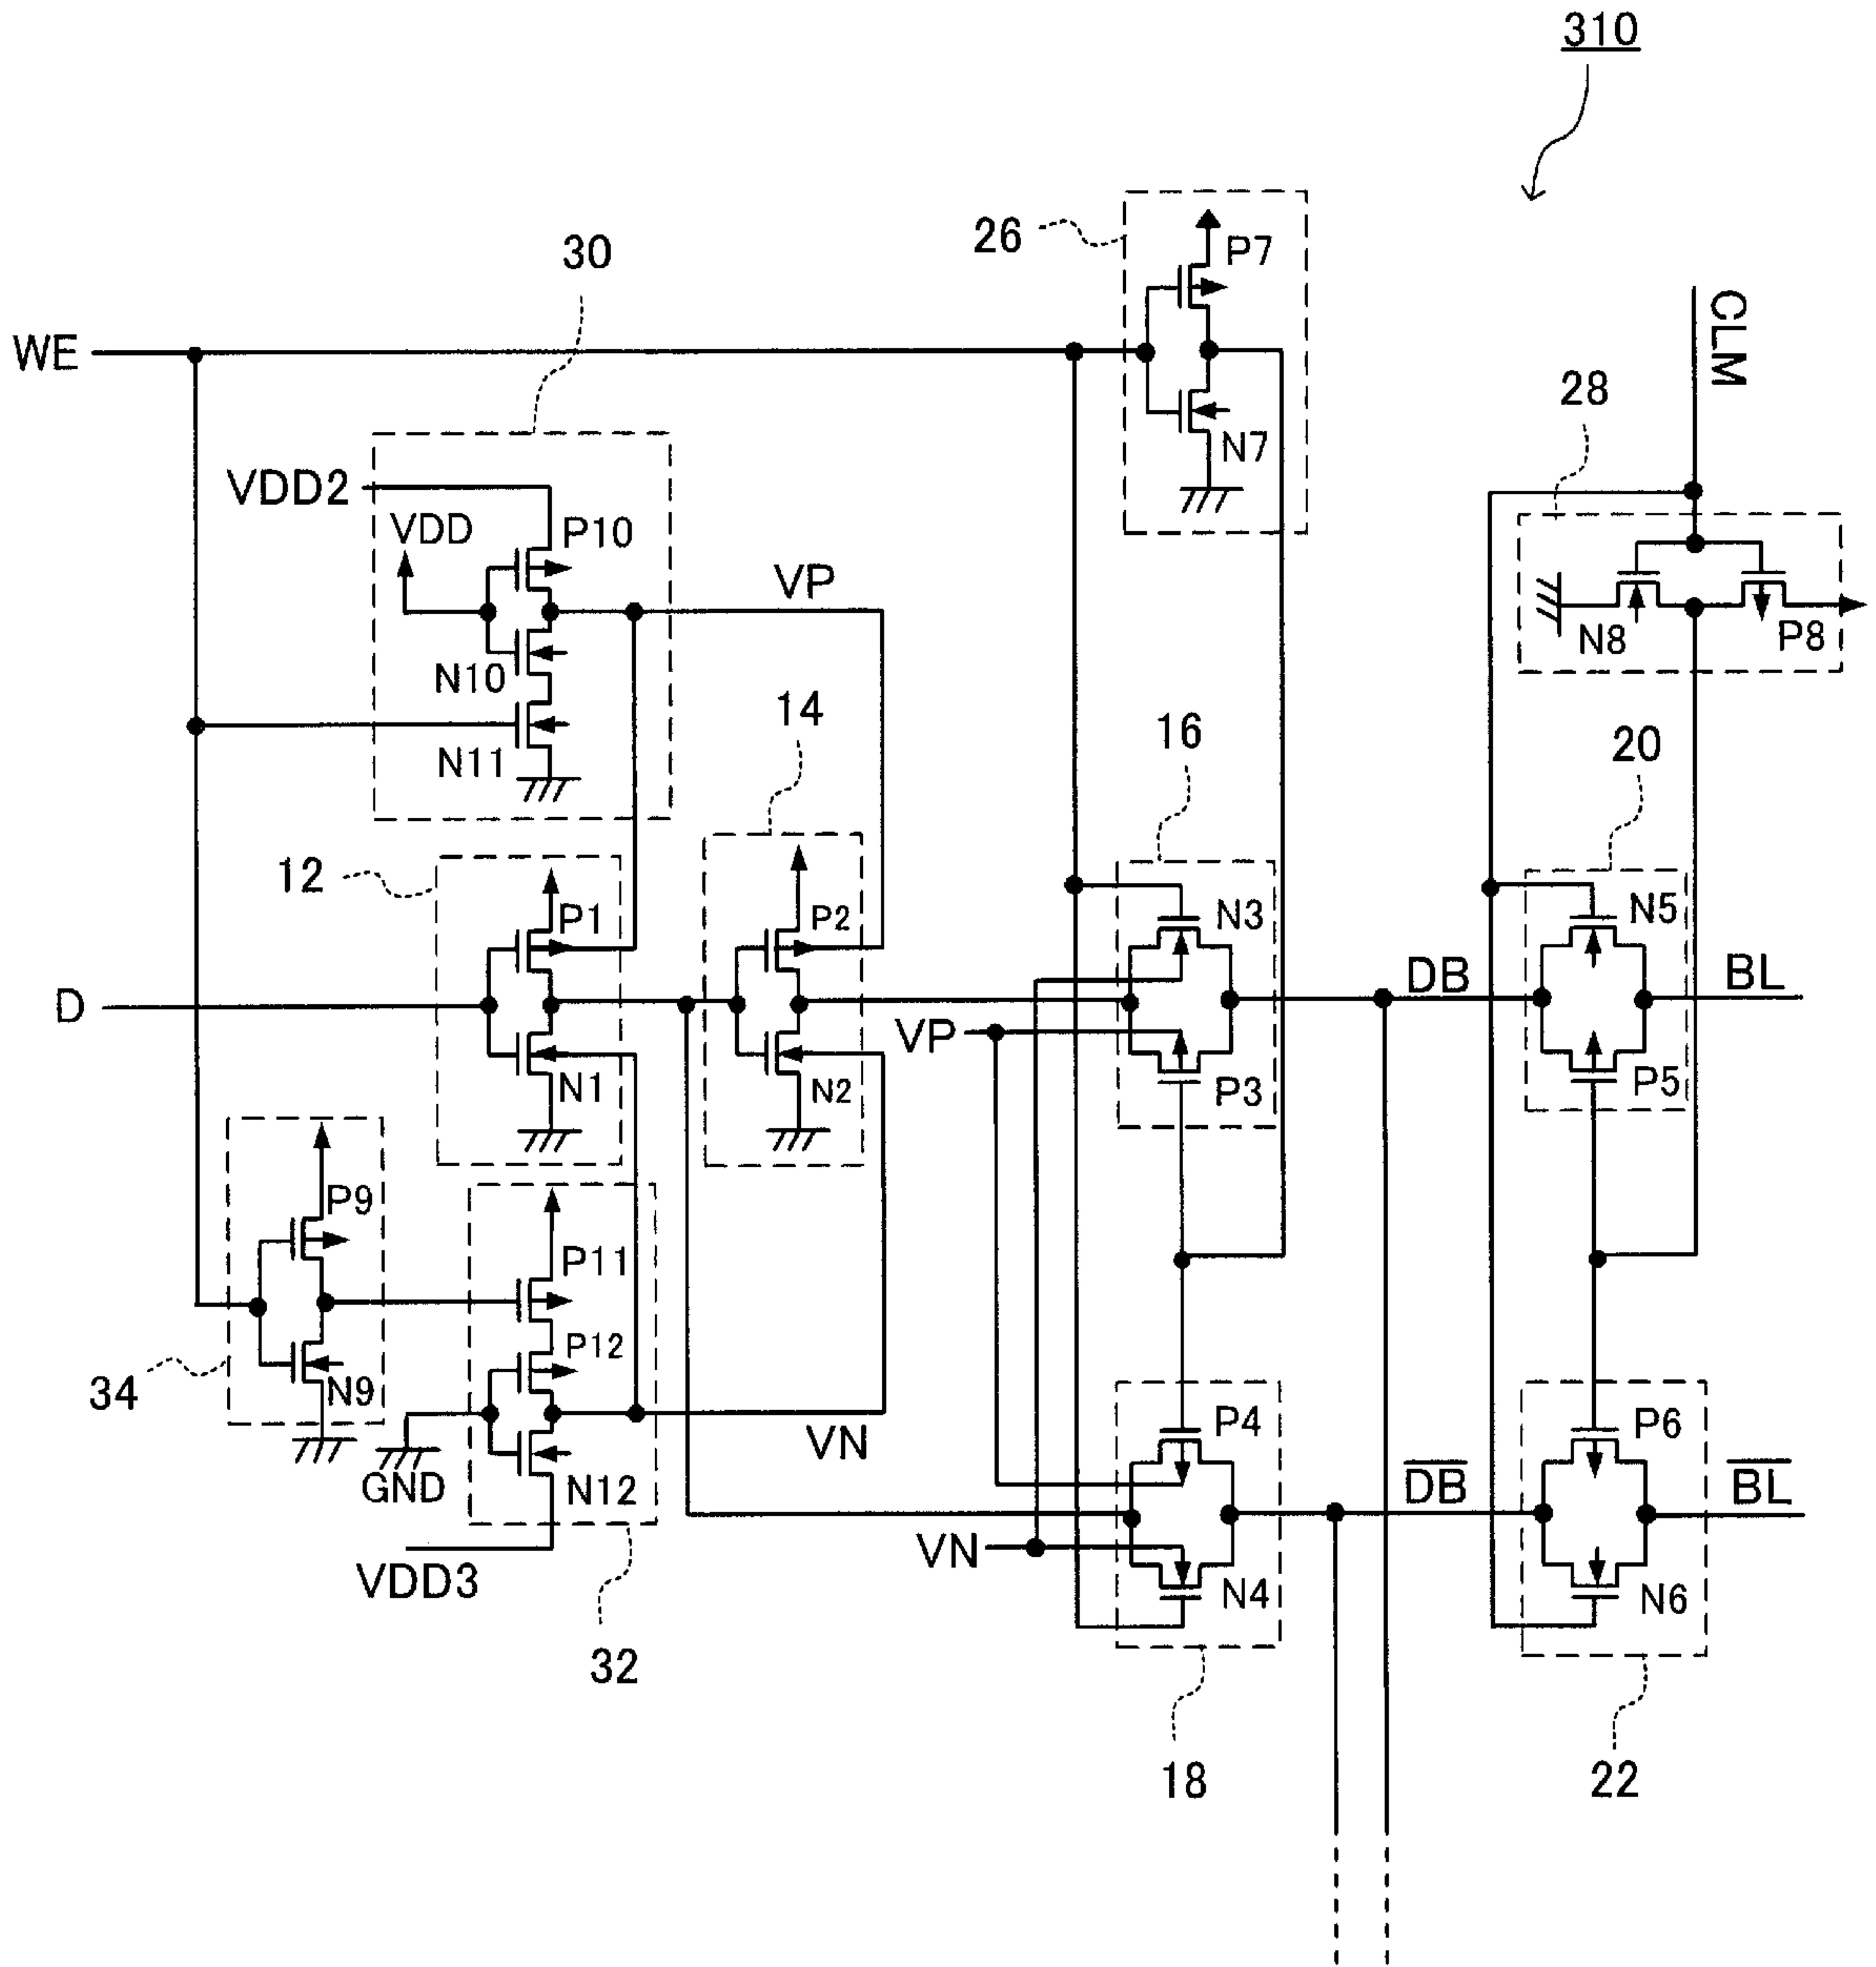 310
26
P7
30
CLM
WE
28
N7
VDD2
VDD
P10
VP
N8
P8
N10
14
16
20
N11
12
P1
P2
N3
N5
D
DB
BL
VP
N1
N2
P3
P5
P9
P11
P12
34
N9
VN
P4
P6
GND
N12
DB
BL
VN
VDD3
N4
N6
32
18
22